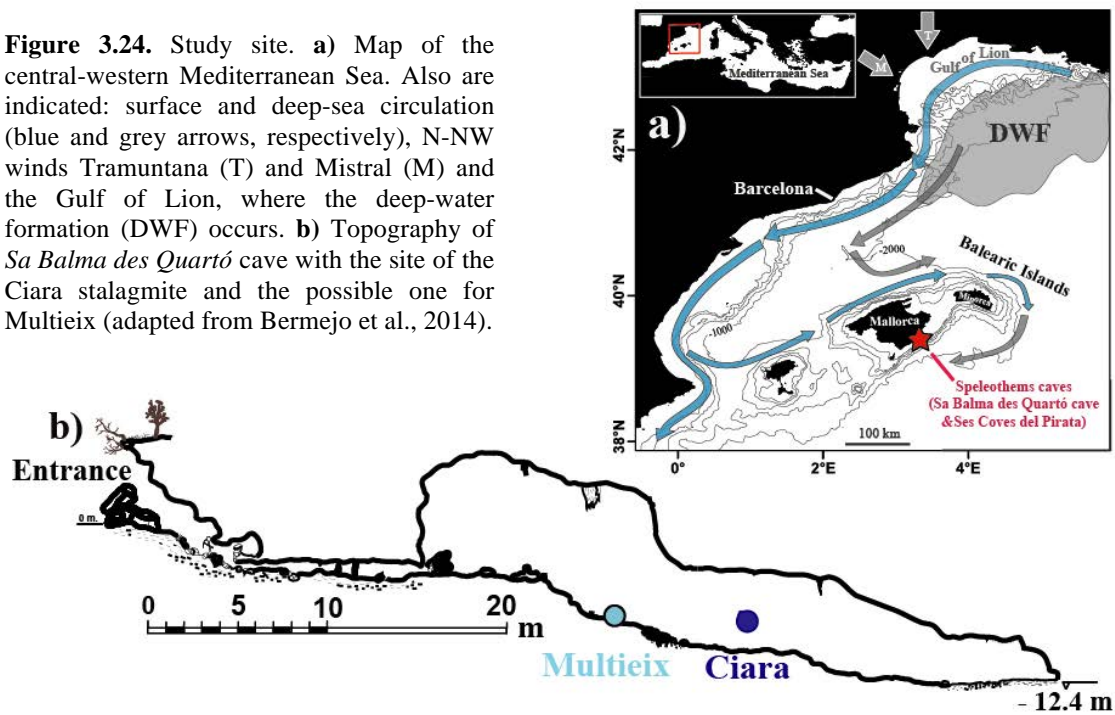 Figure 3.24. Study site. a) Map of the
central-western Mediterranean Sea. Also are
indicated: surface and deep-sea circulation
(blue and grey arrows, respectively), N-NW
winds Tramuntana (T) and Mistral (M) and
the Gulf of Lion, where the deep-water
formation (DWF) occurs. b) Topography of
Sa Balma des Quartó cave with the site of the
Ciara stalagmite and the possible one for
Multieix (adapted from Bermejo et al., 2014).
Mediterranean Sea
T
M
Gulf of Lion
a)
DWF
42°N
Barcelona
-2000
Balearic Islands
40°N
Minorca
Mallorca
-1000
Speleothems caves
(Sa Balma des Quartó cave
&Ses Coves del Pirata)
38°N
100 km
0°
2°E
4°E
b)
Entrance
0 m.
0 5 10 20
m
Multieix
Ciara
- 12.4 m